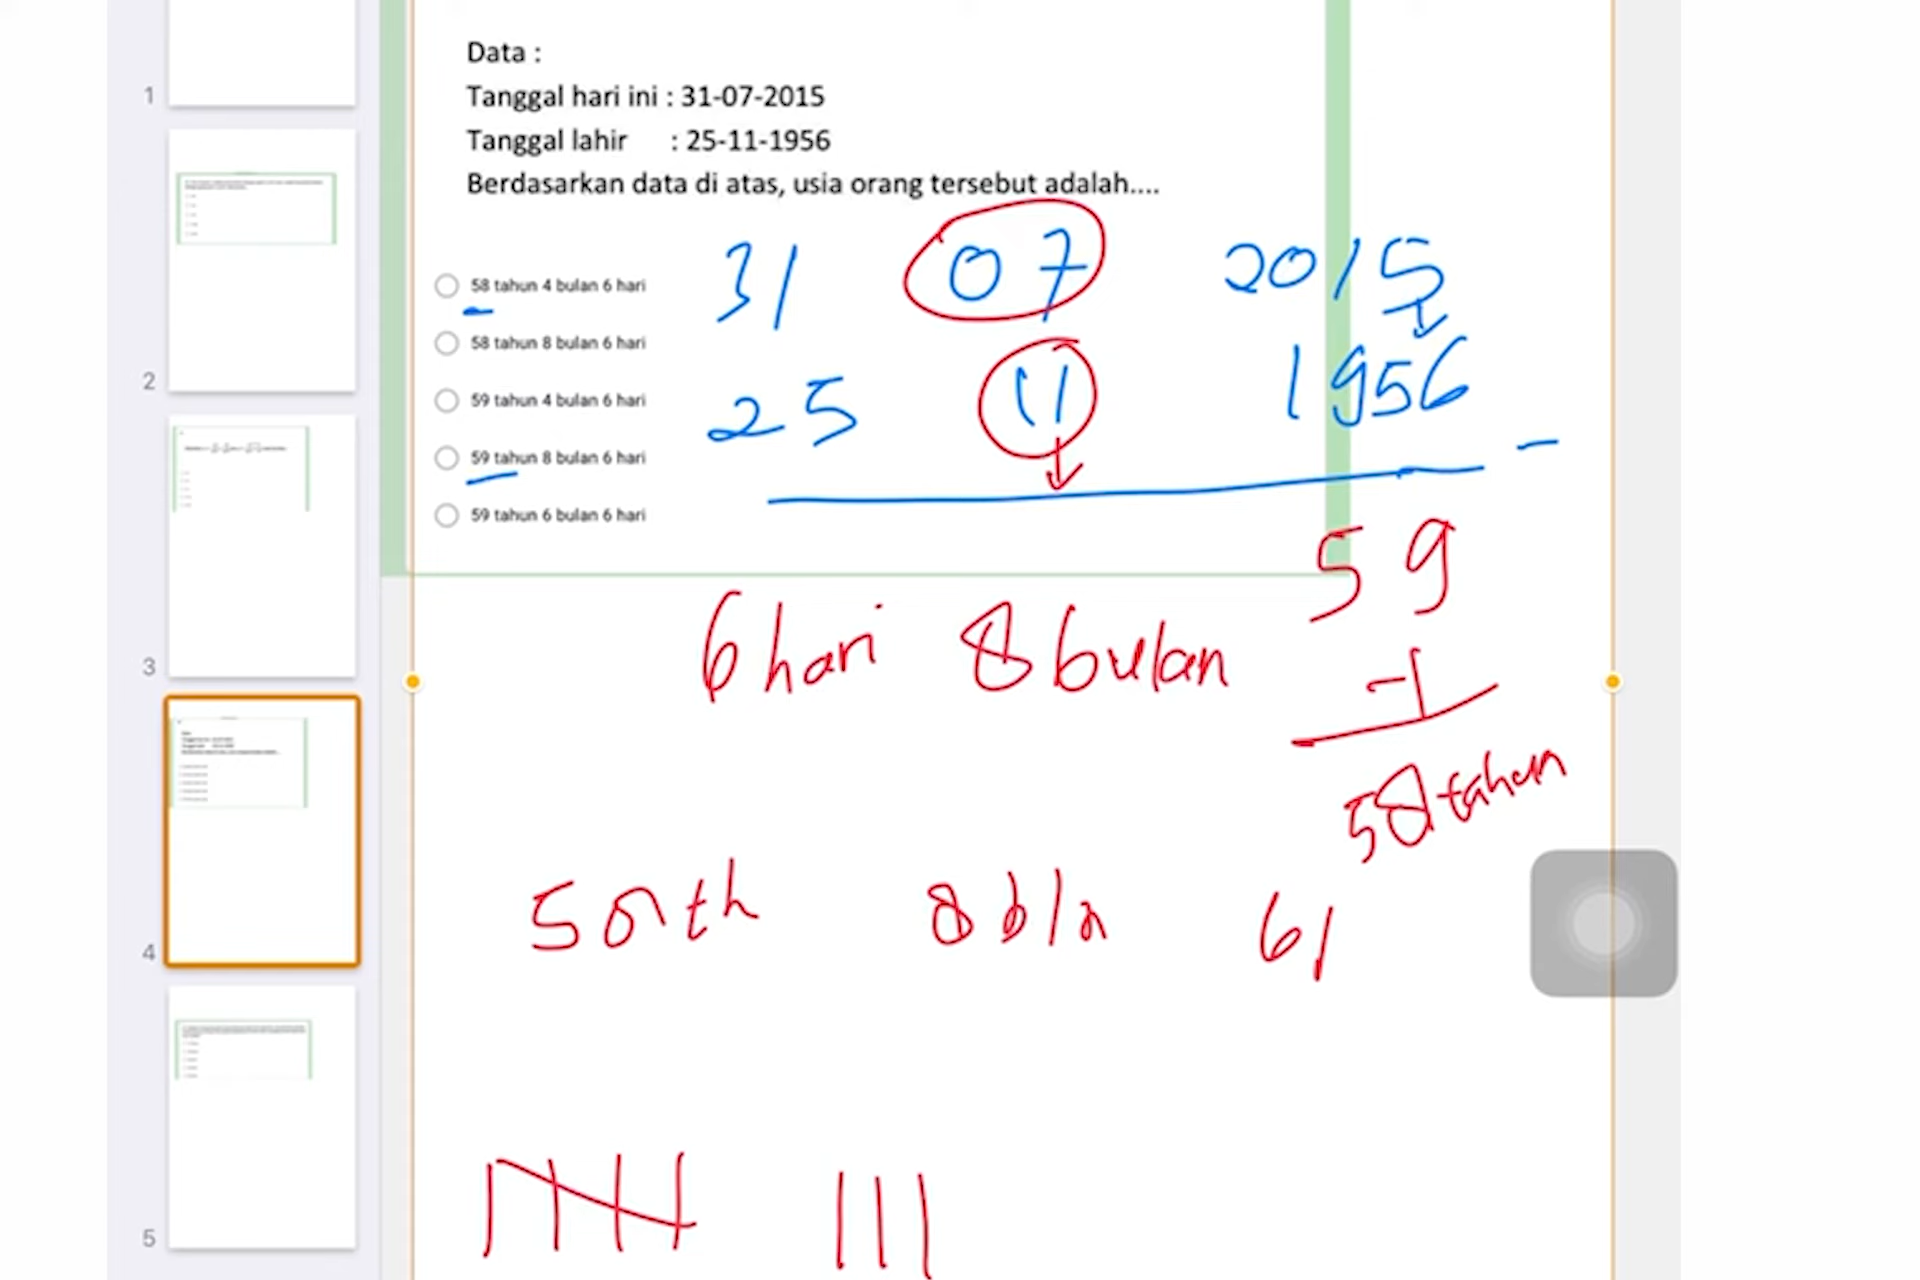 1
2
3
4
5
Data :
Tanggal hari ini : 31-07-2015
Tanggal lahir : 25-11-1956
Berdasarkan data di atas, usia orang tersebut adalah....
58 tahun 4 bulan 6 hari
58 tahun 8 bulan 6 hari
59 tahun 4 bulan 6 hari
59 tahun 8 bulan 6 hari
59 tahun 6 bulan 6 hari
31 07 2015
25 11 1956 -
59
6 hari 8 bulan
-1
58 tahun
58 th 8 bln 6